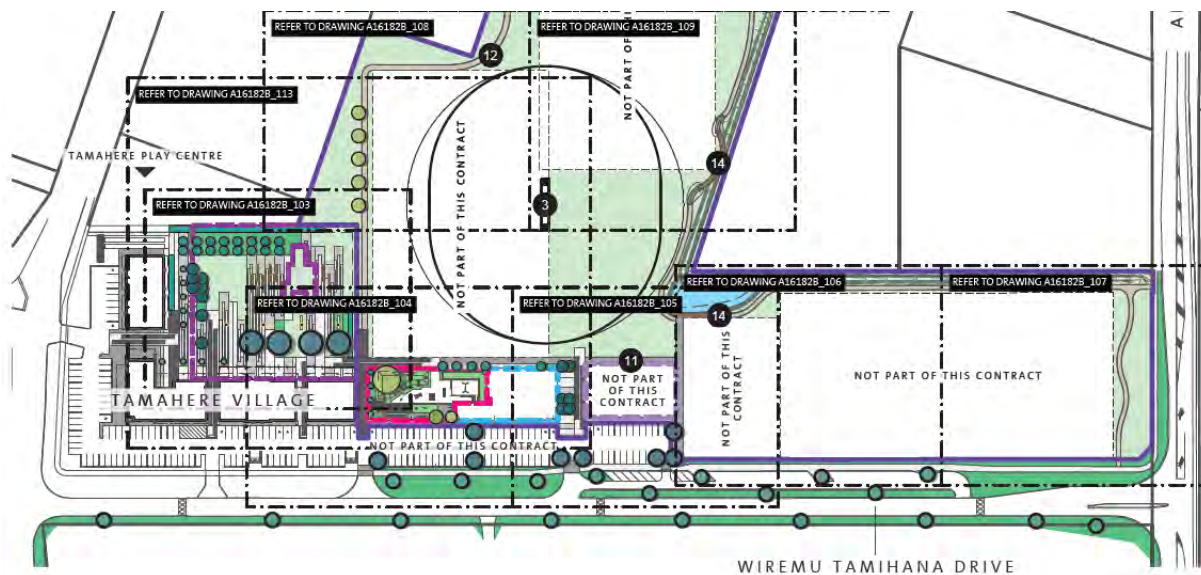 REFER TO DRAWING A16182B_108
REFER TO DRAWING A16182B_109
A
12
NOT PART OF THIS CONTRACT
REFER TO DRAWING A16182B_113
NOT PART OF THIS CONTRACT
TAMAHERE PLAY CENTRE
14
REFER TO DRAWING A16182B_103
3
REFER TO DRAWING A16182B_104
REFER TO DRAWING A16182B_105
REFER TO DRAWING A16182B_106
REFER TO DRAWING A16182B_107
14
11
NOT PART
OF THIS
CONTRACT
NOT PART OF THIS
CONTRACT
NOT PART OF THIS CONTRACT
TAMAHERE VILLAGE
NOT PART OF THIS CONTRACT
WIREMU TAMIHANA DRIVE